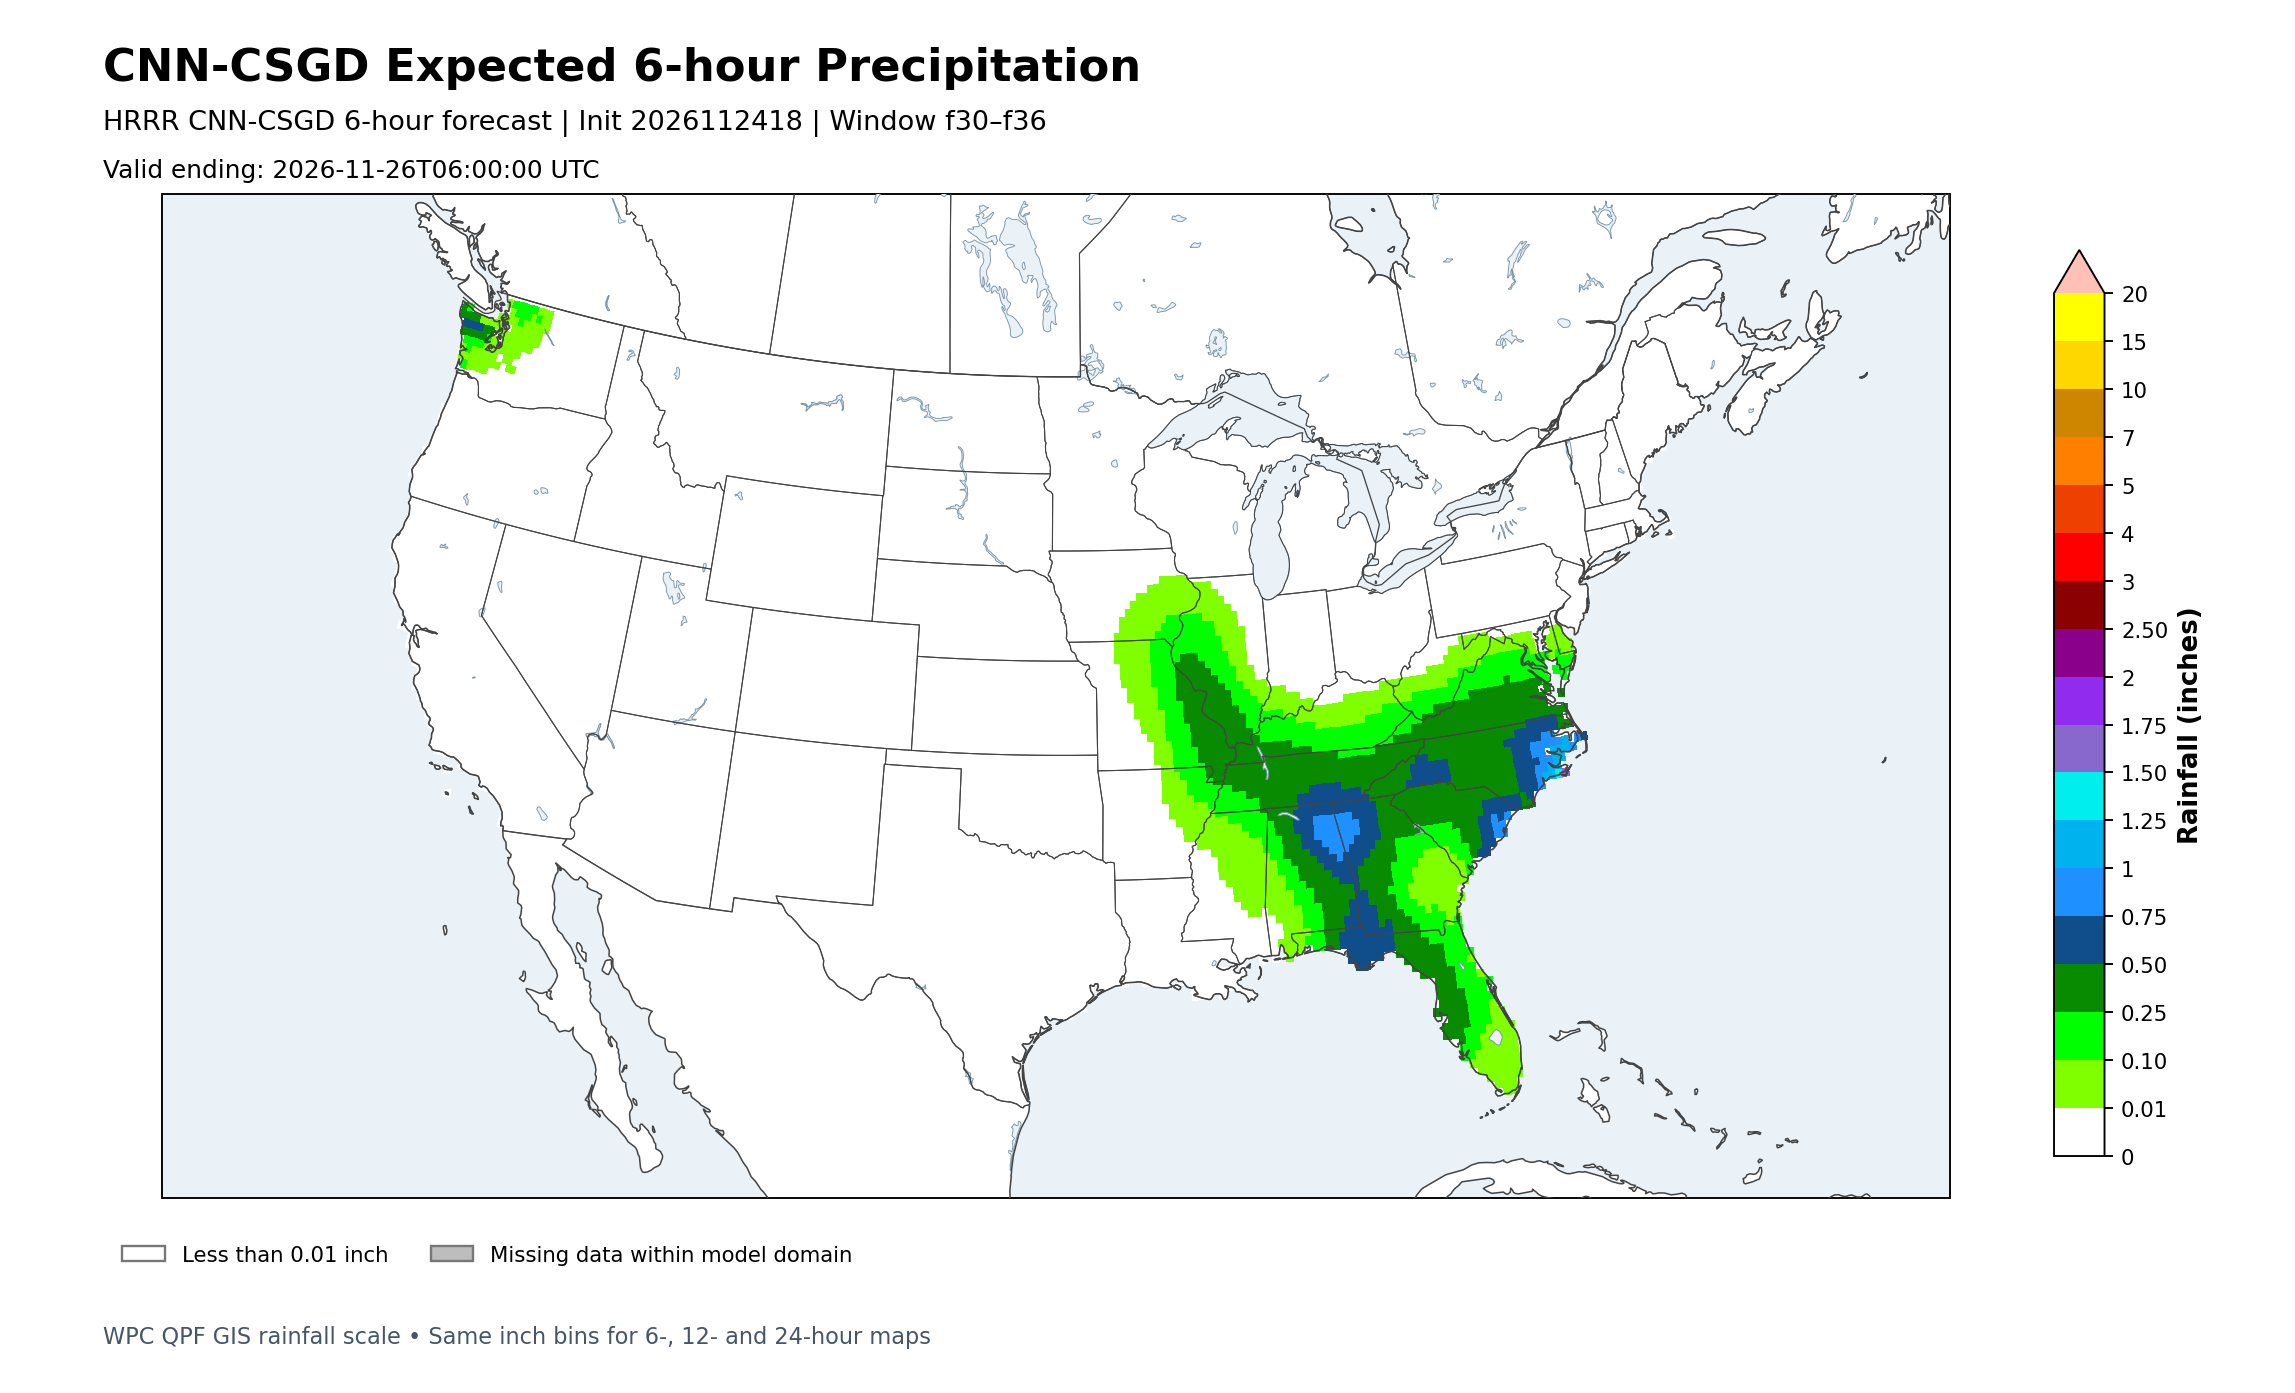 CNN-CSGD Expected 6-hour Precipitation
HRRR CNN-CSGD 6-hour forecast | Init 2026112418 | Window f30–f36
Valid ending: 2026-11-26T06:00:00 UTC
20
15
10
7
5
4
3
2.50
2
1.75
1.50
1.25
1
0.75
0.50
0.25
0.10
0.01
0
Rainfall (inches)
Less than 0.01 inch
Missing data within model domain
WPC QPF GIS rainfall scale • Same inch bins for 6-, 12- and 24-hour maps